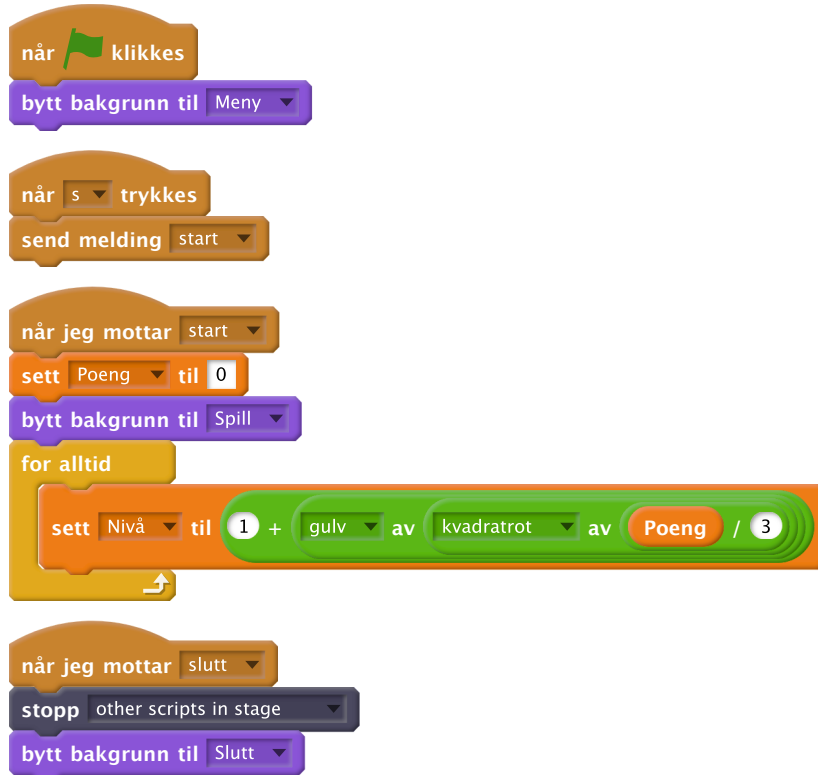 når klikkes
bytt bakgrunn til Meny
når s trykkes
send melding start
når jeg mottar start
sett Poeng til 0
bytt bakgrunn til Spill
for alltid
sett Nivå til 1 + gulv av kvadratrot av Poeng / 3
når jeg mottar slutt
stopp other scripts in stage
bytt bakgrunn til Slutt